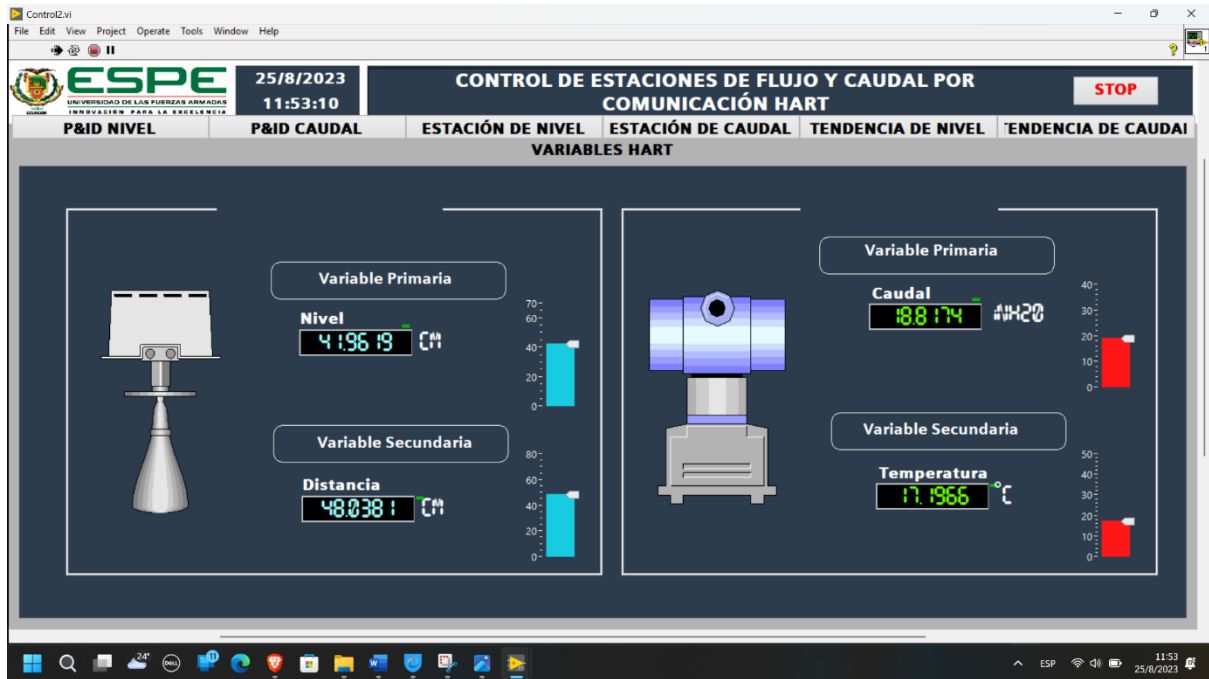 Control2.vi
File Edit View Project Operate Tools Window Help
ESPE
UNIVERSIDAD DE LAS FUERZAS ARMADAS
INNOVACIÓN PARA LA EXCELENCIA
ECUADOR
25/8/2023
11:53:10
CONTROL DE ESTACIONES DE FLUJO Y CAUDAL POR
COMUNICACIÓN HART
STOP
P&ID NIVEL P&ID CAUDAL ESTACIÓN DE NIVEL ESTACIÓN DE CAUDAL TENDENCIA DE NIVEL TENDENCIA DE CAUDAL
VARIABLES HART
Variable Primaria
Nivel
41.9619 CM
70
60
40
20
0
Variable Secundaria
Distancia
48.0381 CM
80
60
40
20
0
Variable Primaria
Caudal
18.8174 INH20
40
30
20
10
0
Variable Secundaria
Temperatura
17.1966 °C
50
40
30
20
10
0
24°
DELL
11
ESP
11:53
25/8/2023